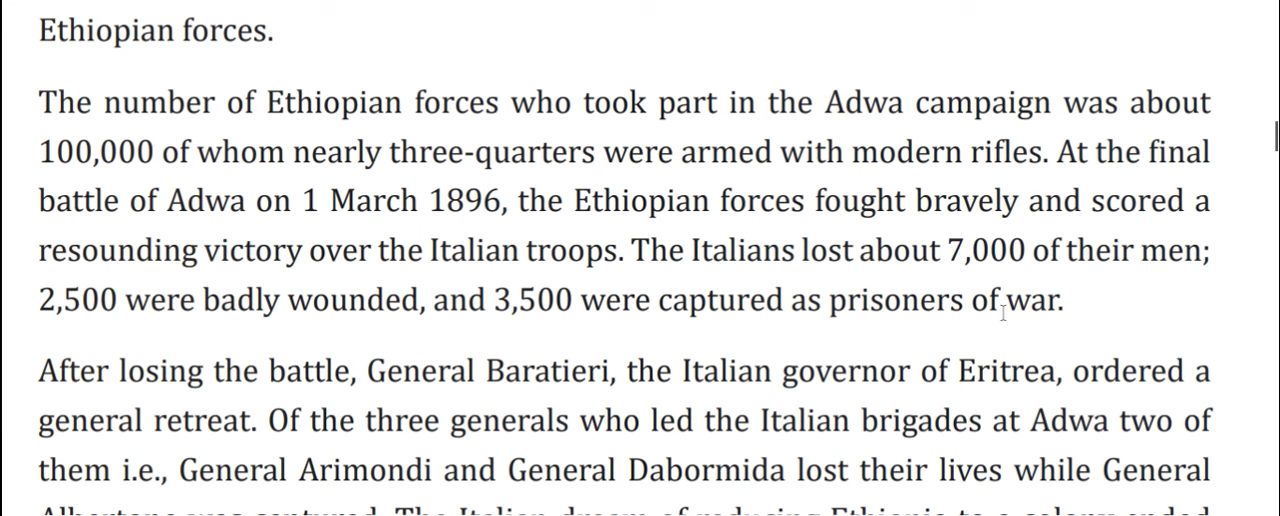 Ethiopian forces.
The number of Ethiopian forces who took part in the Adwa campaign was about
100,000 of whom nearly three-quarters were armed with modern rifles. At the final
battle of Adwa on 1 March 1896, the Ethiopian forces fought bravely and scored a
resounding victory over the Italian troops. The Italians lost about 7,000 of their men;
2,500 were badly wounded, and 3,500 were captured as prisoners of war.
After losing the battle, General Baratieri, the Italian governor of Eritrea, ordered a
general retreat. Of the three generals who led the Italian brigades at Adwa two of
them i.e., General Arimondi and General Dabormida lost their lives while General